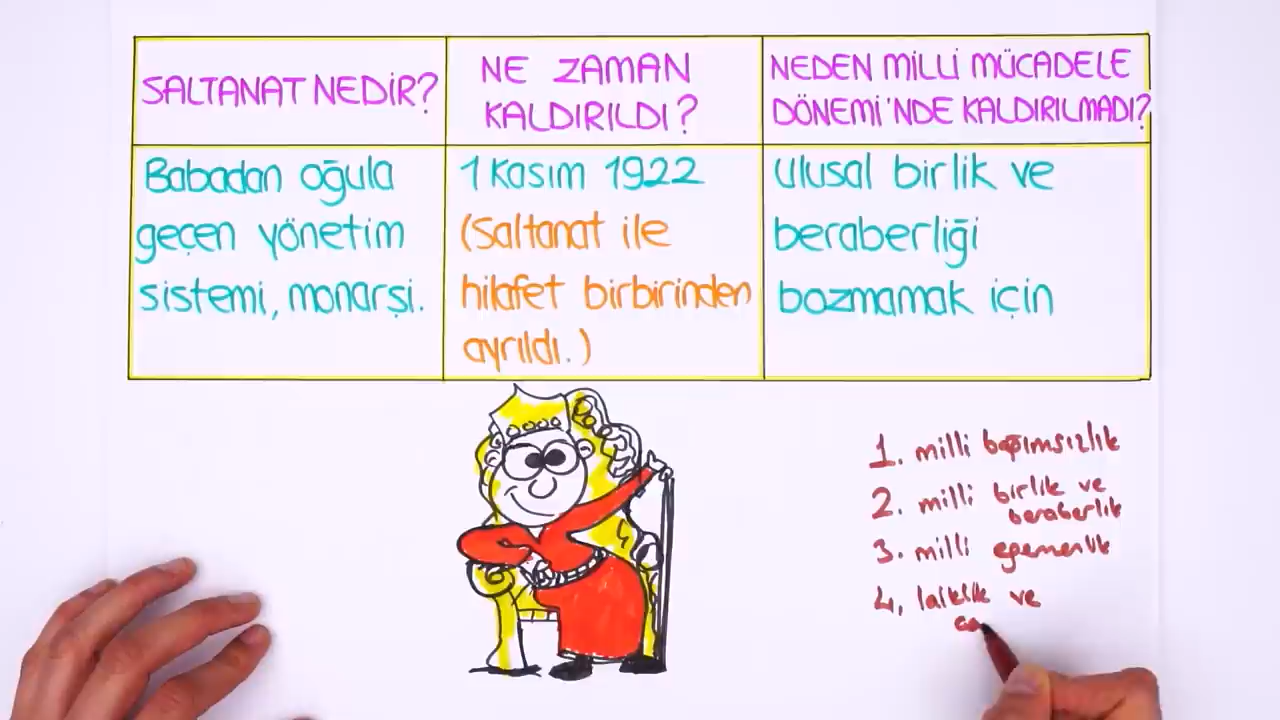 SALTANAT NEDİR?
NE ZAMAN
KALDIRILDI?
NEDEN MİLLİ MÜCADELE
DÖNEMİ'NDE KALDIRILMADI?
Babadan oğula
geçen yönetim
sistemi, monarşi.
1 Kasım 1922
(Saltanat ile
hilafet birbirinden
ayrıldı.)
Ulusal birlik ve
beraberliği
bozmamak için
1. milli bağımsızlık
2. milli birlik ve
beraberlik
3. milli egemenlik
4. laiklik ve